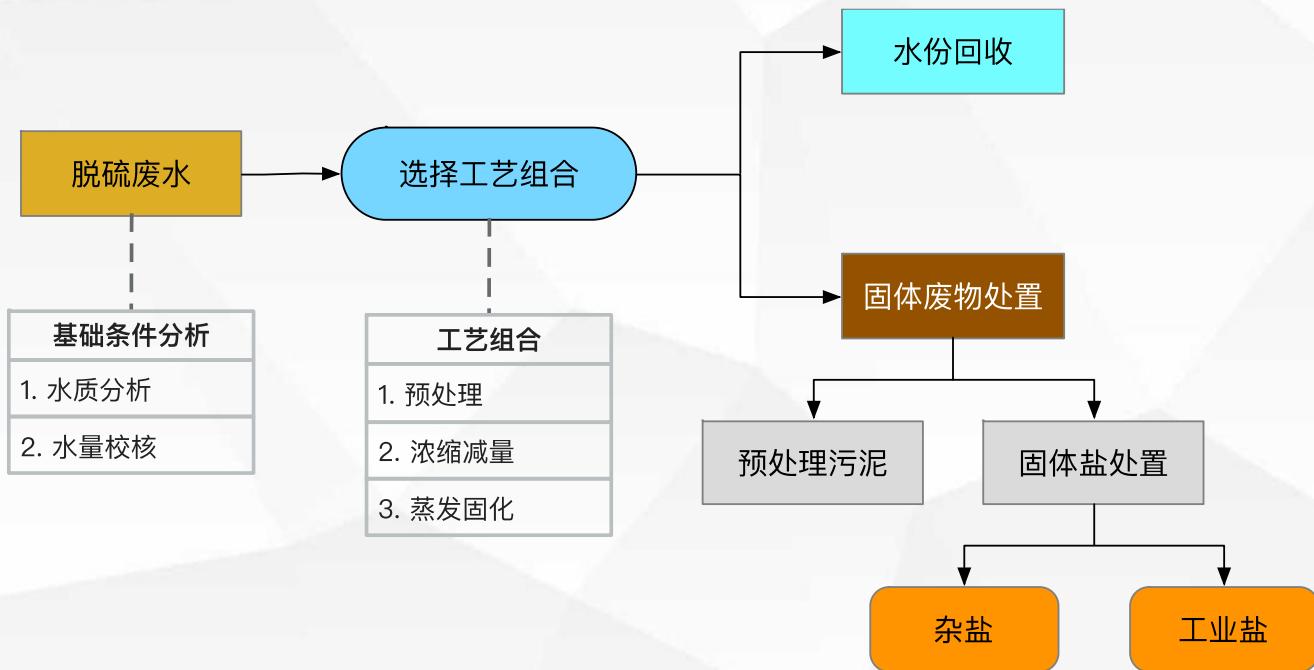 水份回收
脱硫废水
选择工艺组合
固体废物处置
基础条件分析
1. 水质分析
2. 水量校核
工艺组合
1. 预处理
2. 浓缩减量
3. 蒸发固化
预处理污泥
固体盐处置
杂盐
工业盐